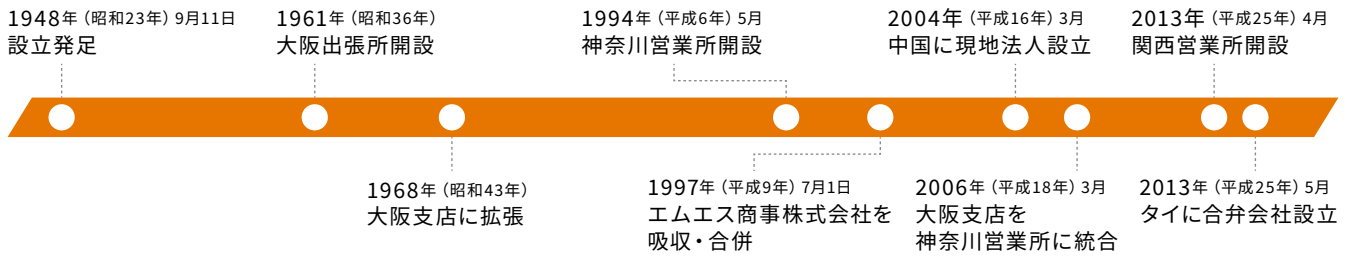 1948年（昭和23年）9月11日
設立発足
1961年（昭和36年）
大阪出張所開設
1994年（平成6年）5月
神奈川営業所開設
2004年（平成16年）3月
中国に現地法人設立
2013年（平成25年）4月
関西営業所開設
1968年（昭和43年）
大阪支店に拡張
1997年（平成9年）7月1日
エムエス商事株式会社を
吸収・合併
2006年（平成18年）3月
大阪支店を
神奈川営業所に統合
2013年（平成25年）5月
タイに合弁会社設立